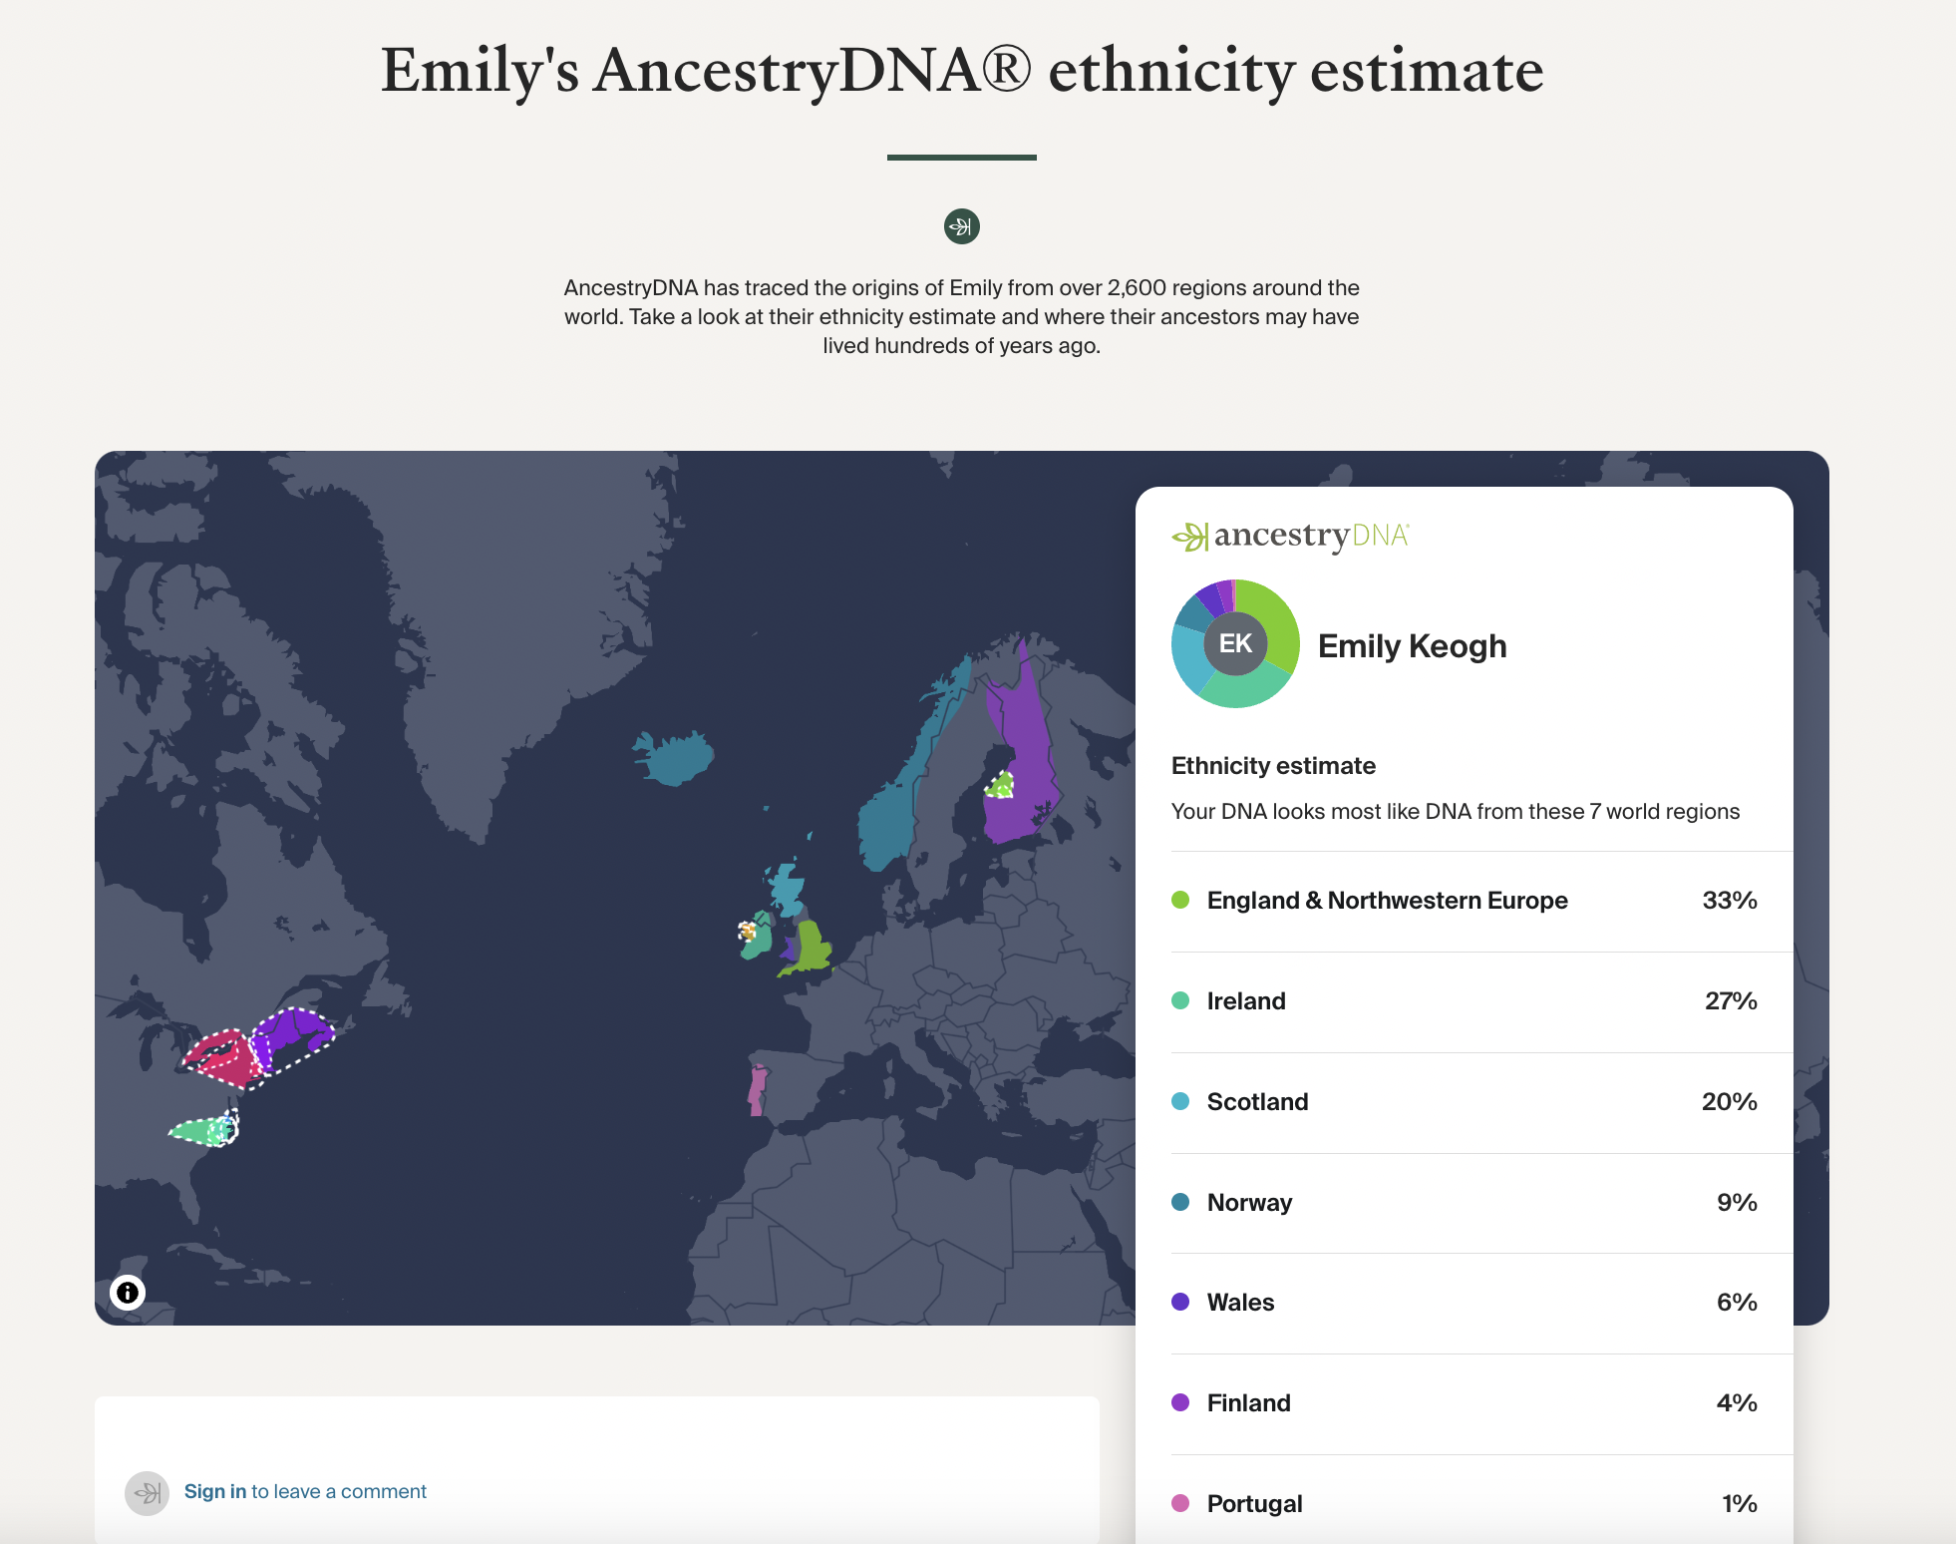 Emily's AncestryDNA® ethnicity estimate
AncestryDNA has traced the origins of Emily from over 2,600 regions around the
world. Take a look at their ethnicity estimate and where their ancestors may have
lived hundreds of years ago.
ancestryDNA®
EK
Emily Keogh
Ethnicity estimate
Your DNA looks most like DNA from these 7 world regions
England & Northwestern Europe 33%
Ireland 27%
Scotland 20%
Norway 9%
Wales 6%
Finland 4%
Portugal 1%
Sign in to leave a comment